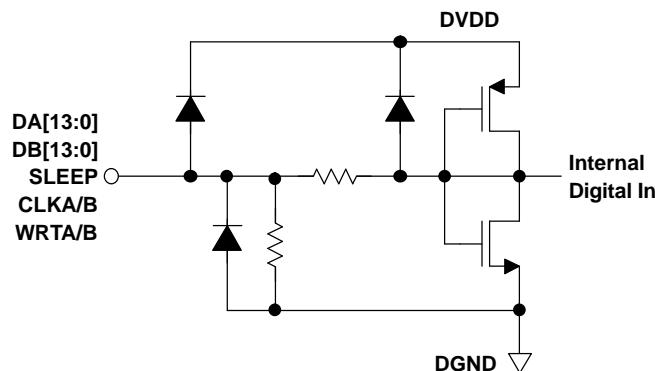 DVDD
DA[13:0]
DB[13:0]
SLEEP
CLKA/B
WRTA/B
Internal
Digital In
DGND